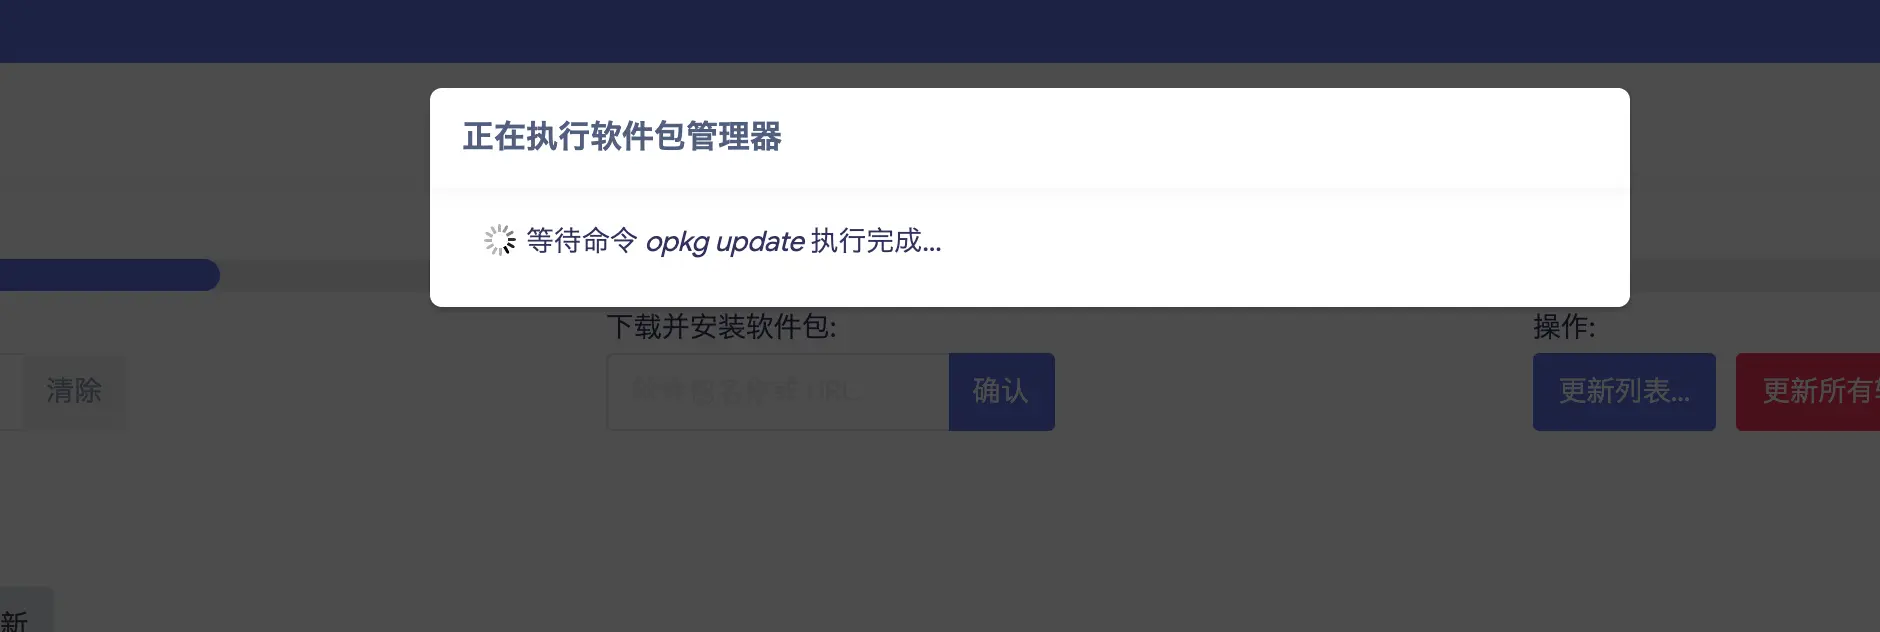 正在执行软件包管理器
等待命令 opkg update 执行完成...
下载并安装软件包:
操作:
清除
确认
更新列表...
更新所有
新